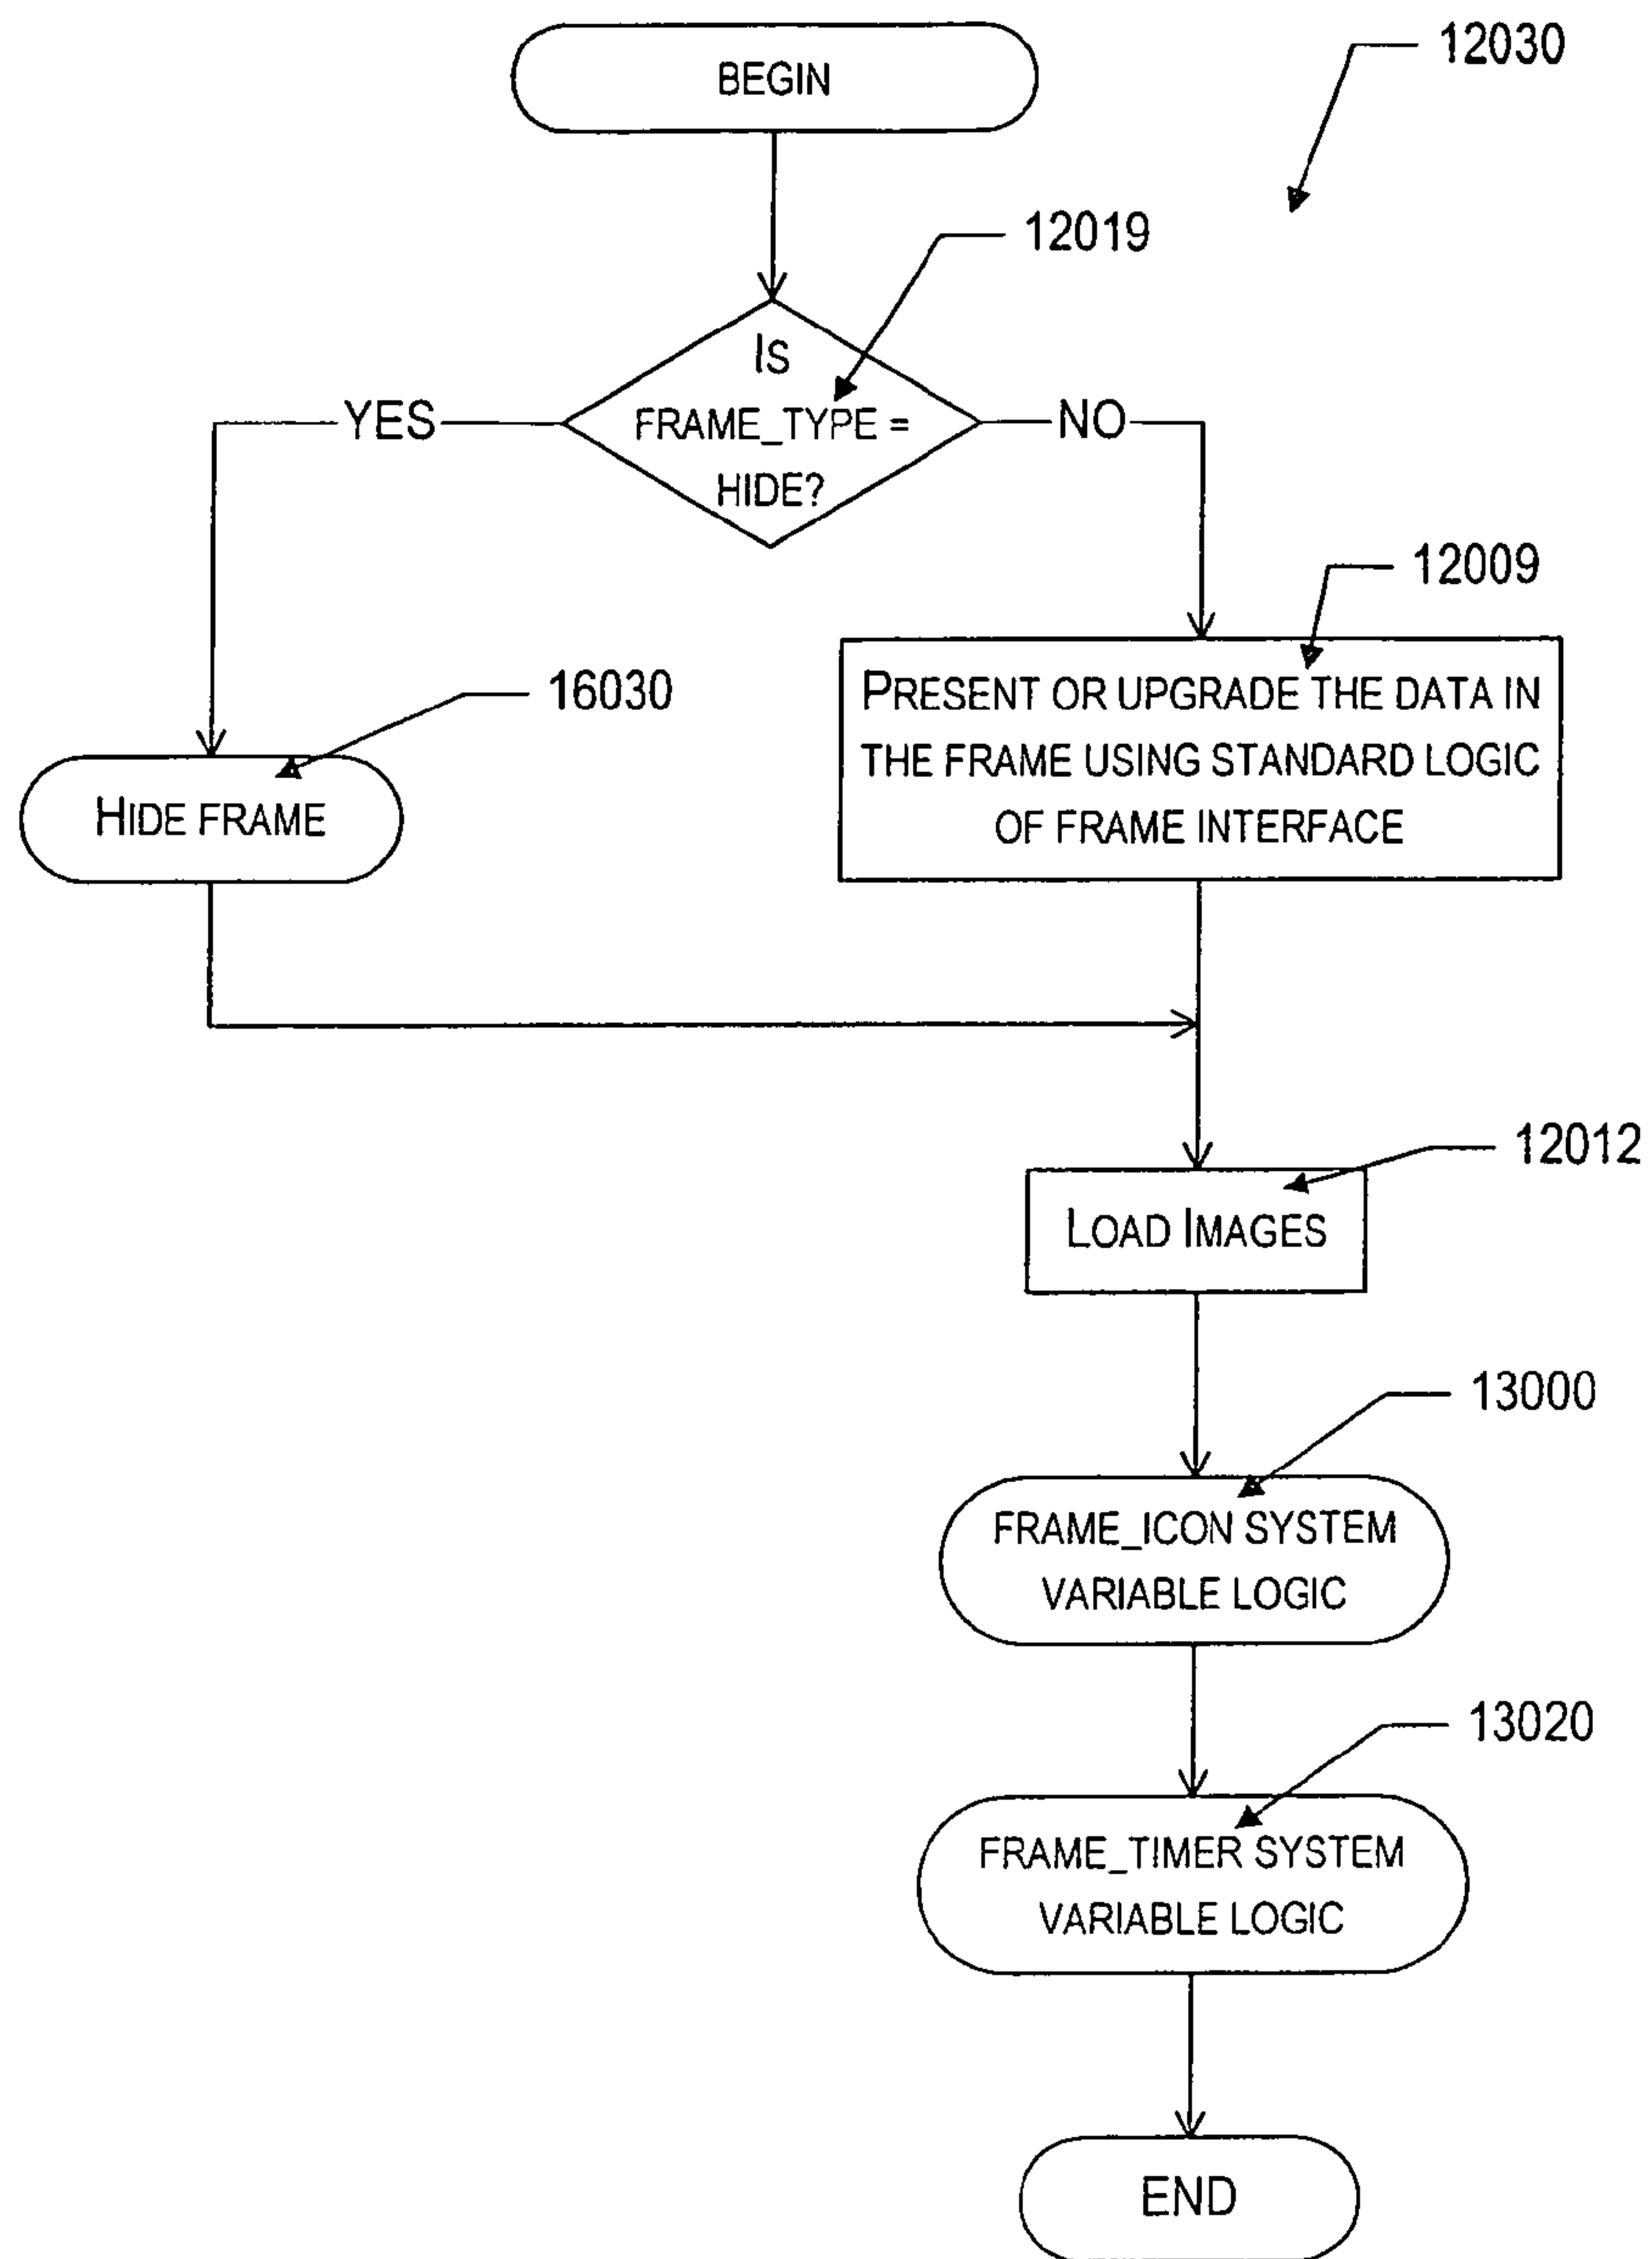 BEGIN
12030
12019
IS
FRAME_TYPE =
HIDE?
YES
NO
12009
PRESENT OR UPGRADE THE DATA IN
THE FRAME USING STANDARD LOGIC
OF FRAME INTERFACE
16030
HIDE FRAME
12012
LOAD IMAGES
13000
FRAME_ICON SYSTEM
VARIABLE LOGIC
13020
FRAME_TIMER SYSTEM
VARIABLE LOGIC
END